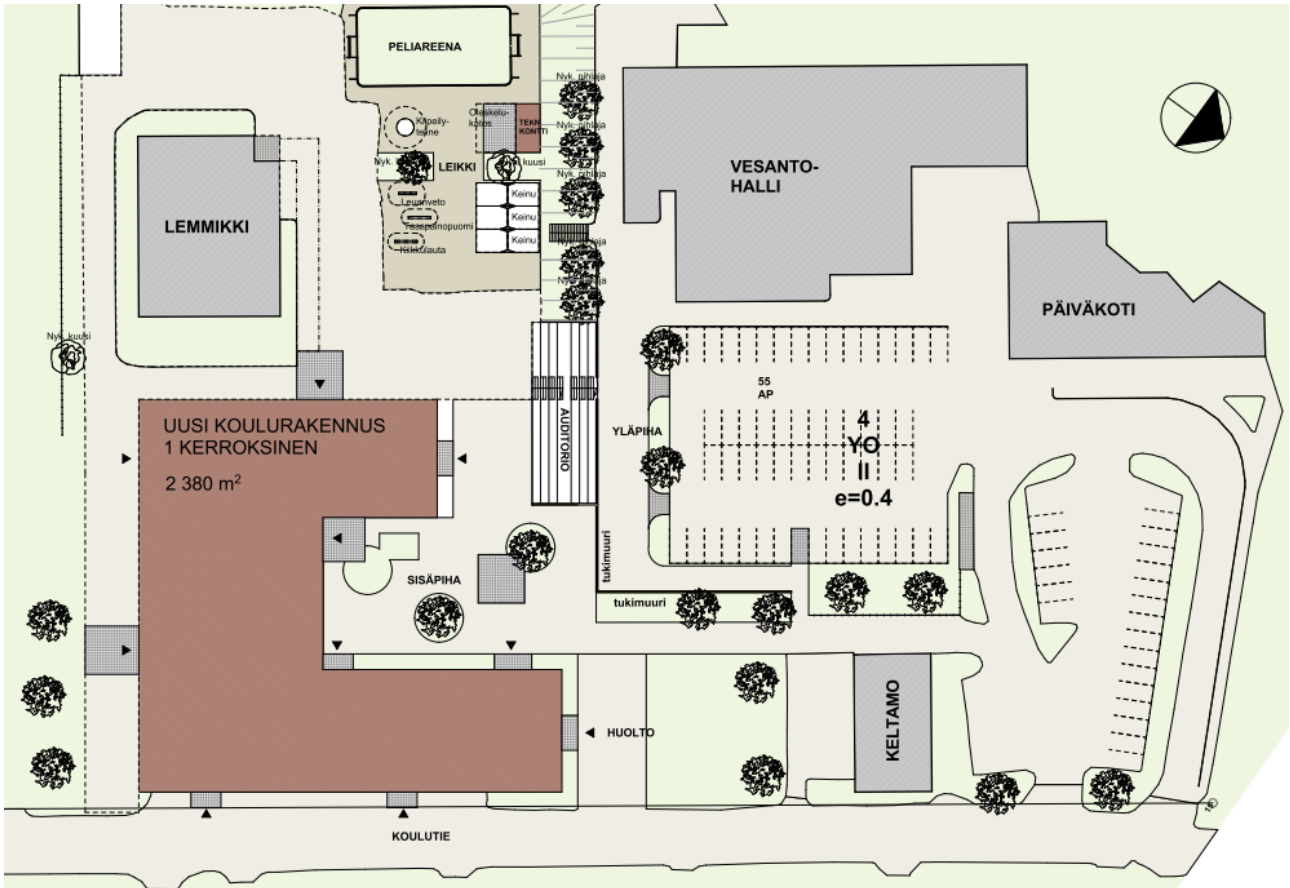 PELIAREENA
Nyk. pihlaja
Oleskelu-
katos
TEKN.
KONTTI
Kiipeily-
teline
Nyk. pihlaja
LEIKKI
kuusi
Nyk. pihlaja
VESANTO-
HALLI
Keinu
Leuanveto
Keinu
Tasapainopuomi
Keinu
Kiikkulauta
LEMMIKKI
PÄIVÄKOTI
Nyk. kuusi
55
AP
4
YO
II
e=0.4
YLÄPIHA
AUDITORIO
UUSI KOULURAKENNUS
1 KERROKSINEN
2 380 m²
SISÄPIHA
tukimuuri
tukimuuri
KELTAMO
HUOLTO
KOULUTIE